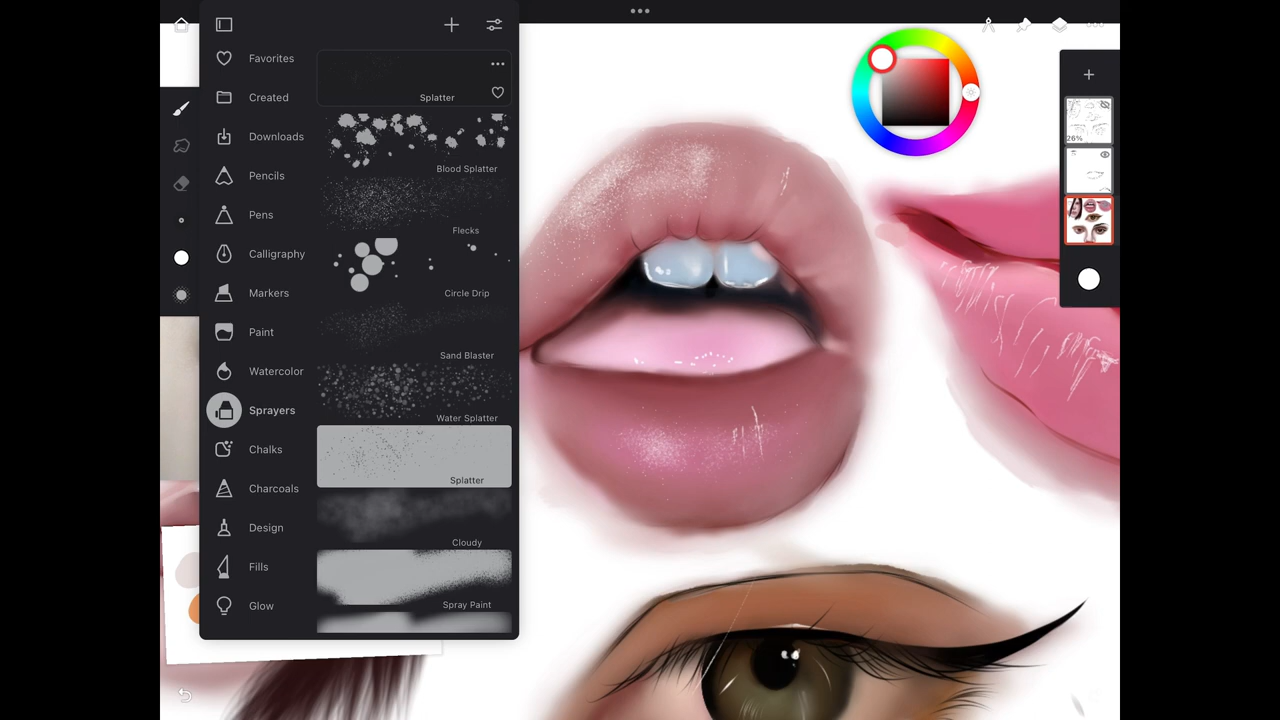 Favorites
Created
Downloads
Pencils
Pens
Calligraphy
Markers
Paint
Watercolor
Sprayers
Chalks
Charcoals
Design
Fills
Glow
Splatter
Blood Splatter
Flecks
Circle Drip
Sand Blaster
Water Splatter
Splatter
Cloudy
Spray Paint
26%